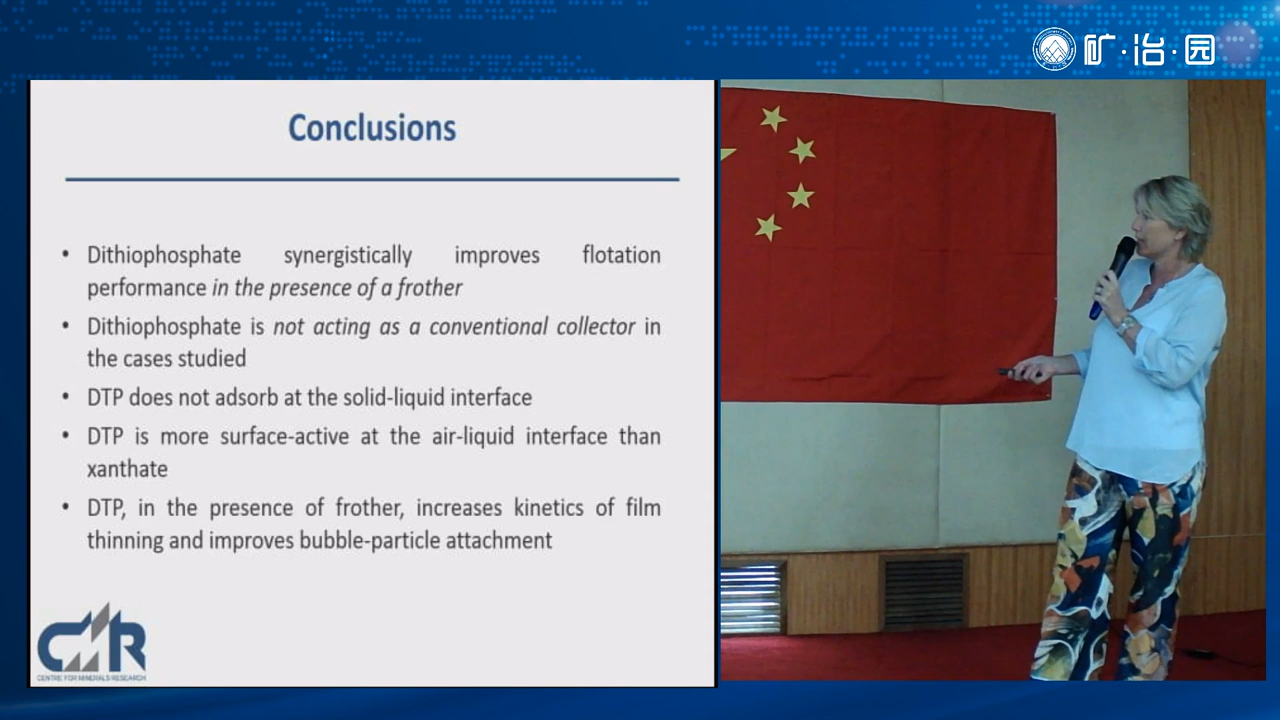 矿·冶·园
Conclusions
• Dithiophosphate synergistically improves flotation
performance in the presence of a frother
• Dithiophosphate is not acting as a conventional collector in
the cases studied
• DTP does not adsorb at the solid-liquid interface
• DTP is more surface-active at the air-liquid interface than
xanthate
• DTP, in the presence of frother, increases kinetics of film
thinning and improves bubble-particle attachment
CMR
CENTRE FOR MINERALS RESEARCH